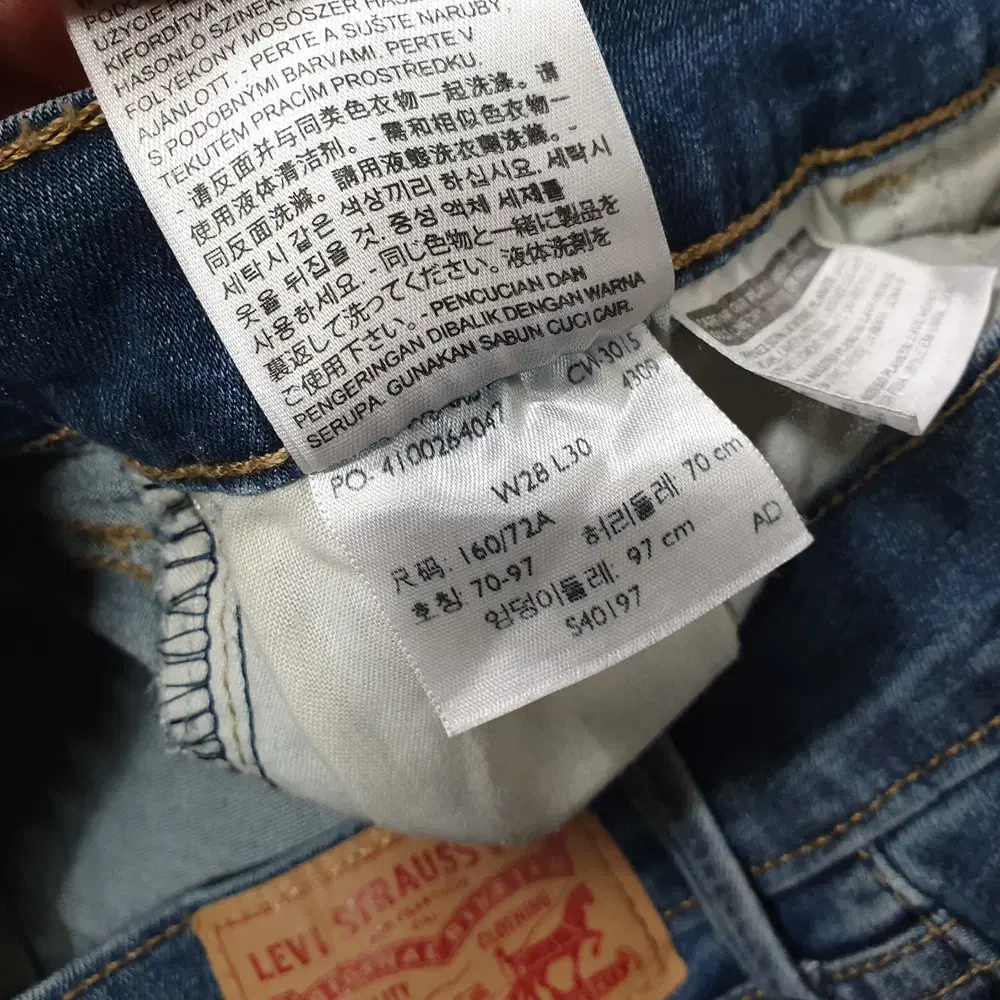 UŻYCIE
KIFORDÍTVA
HASONLÓ SZINEK
FOLYÉKONY MOSÓSZER HASZ
AJÁNLOTT. - PERTE A SUŠTE NARUBY,
S PODOBNÝMI BARVAMI. PERTE V
TEKUTÉM PRACÍM PROSTŘEDKU.
- 请反面并与同类色衣物一起洗涤。请
使用液体清洁剂。- 需和相似色衣物一
同反面洗滌。請用液態洗衣劑洗滌。-
세탁시 같은 색상끼리 하십시요. 세탁시
옷을 뒤집을 것. 중성 액체 세제를
사용하세요. - 同じ色物と一緒に製品を
裏返して洗ってください。液体洗剤を
ご使用下さい。- PENCUCIAN DAN
PENGERINGAN DIBALIK DENGAN WARNA
SERUPA. GUNAKAN SABUN CUCI CAIR.
CW-3015
PO: 4100264047 4309
W28 L30
尺码: 160/72A 허리둘레: 70 cm
호칭: 70-97 엉덩이둘레: 97 cm AD
S40197
LEVI STRAUSS
CLOTHING